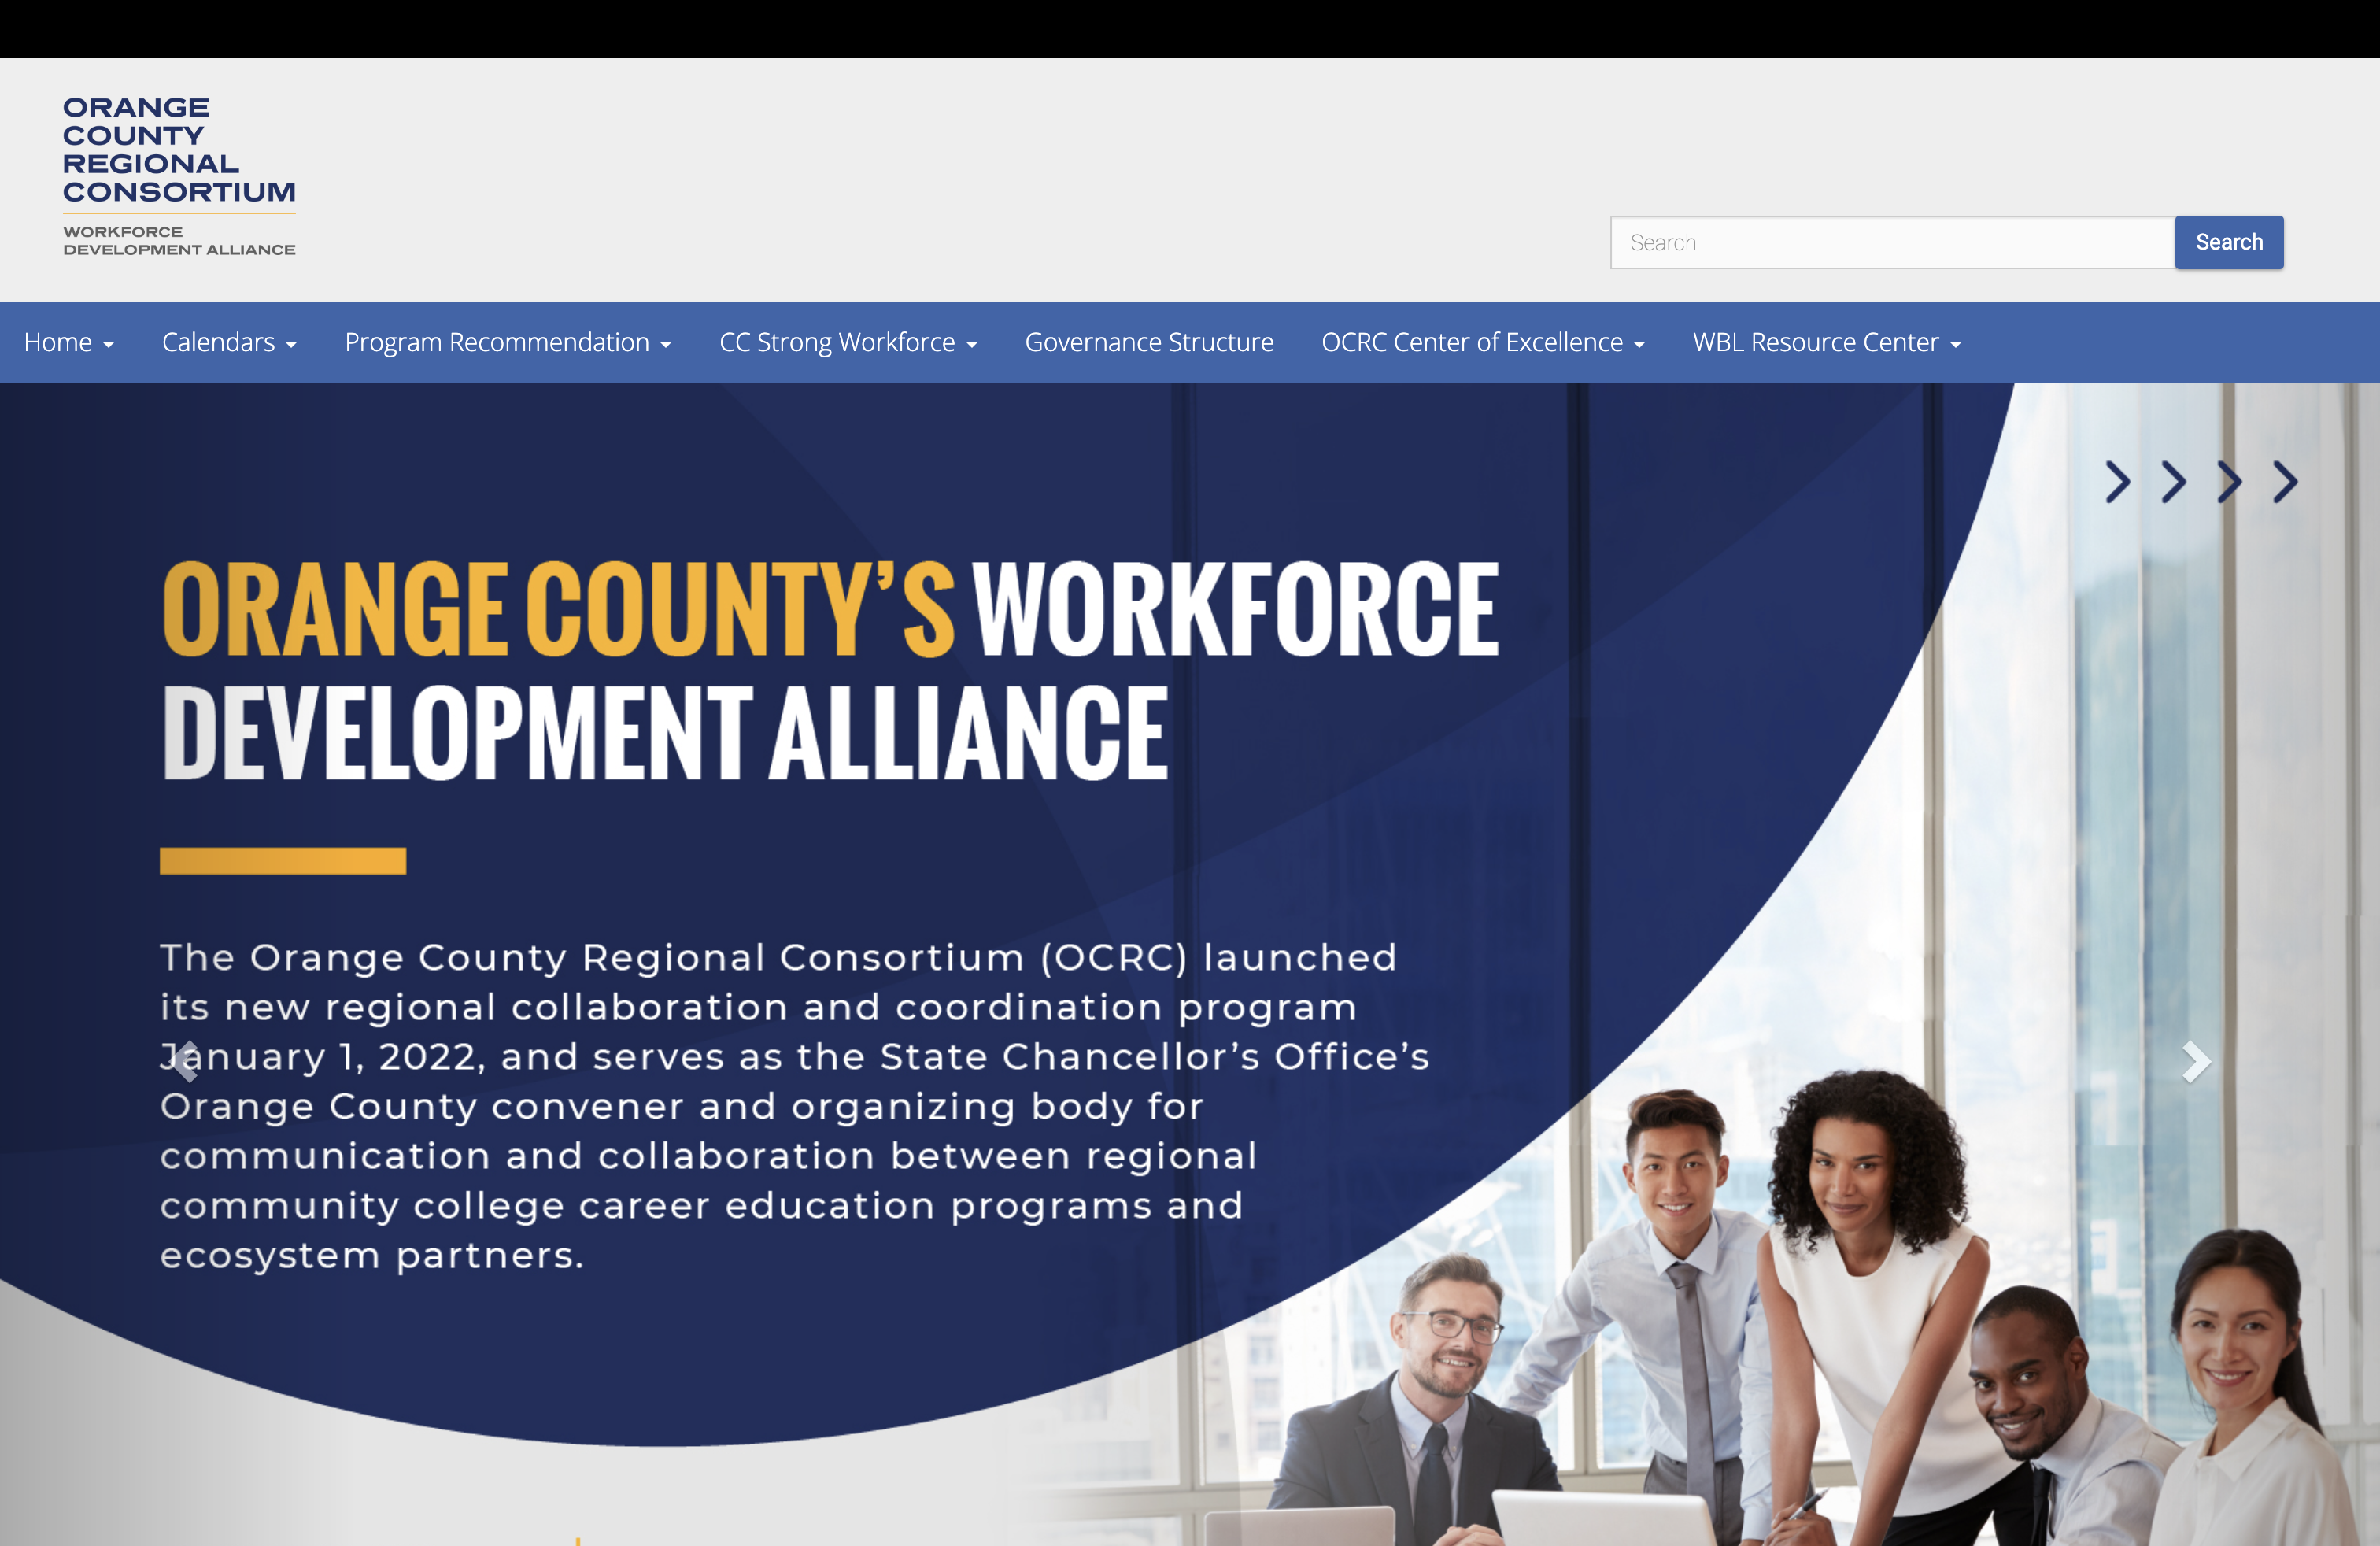 ORANGE
COUNTY
REGIONAL
CONSORTIUM
WORKFORCE
DEVELOPMENT ALLIANCE
Search
Search
Home
Calendars
Program Recommendation
CC Strong Workforce
Governance Structure
OCRC Center of Excellence
WBL Resource Center
ORANGE COUNTY’S WORKFORCE
DEVELOPMENT ALLIANCE
The Orange County Regional Consortium (OCRC) launched
its new regional collaboration and coordination program
January 1, 2022, and serves as the State Chancellor’s Office’s
Orange County convener and organizing body for
communication and collaboration between regional
community college career education programs and
ecosystem partners.